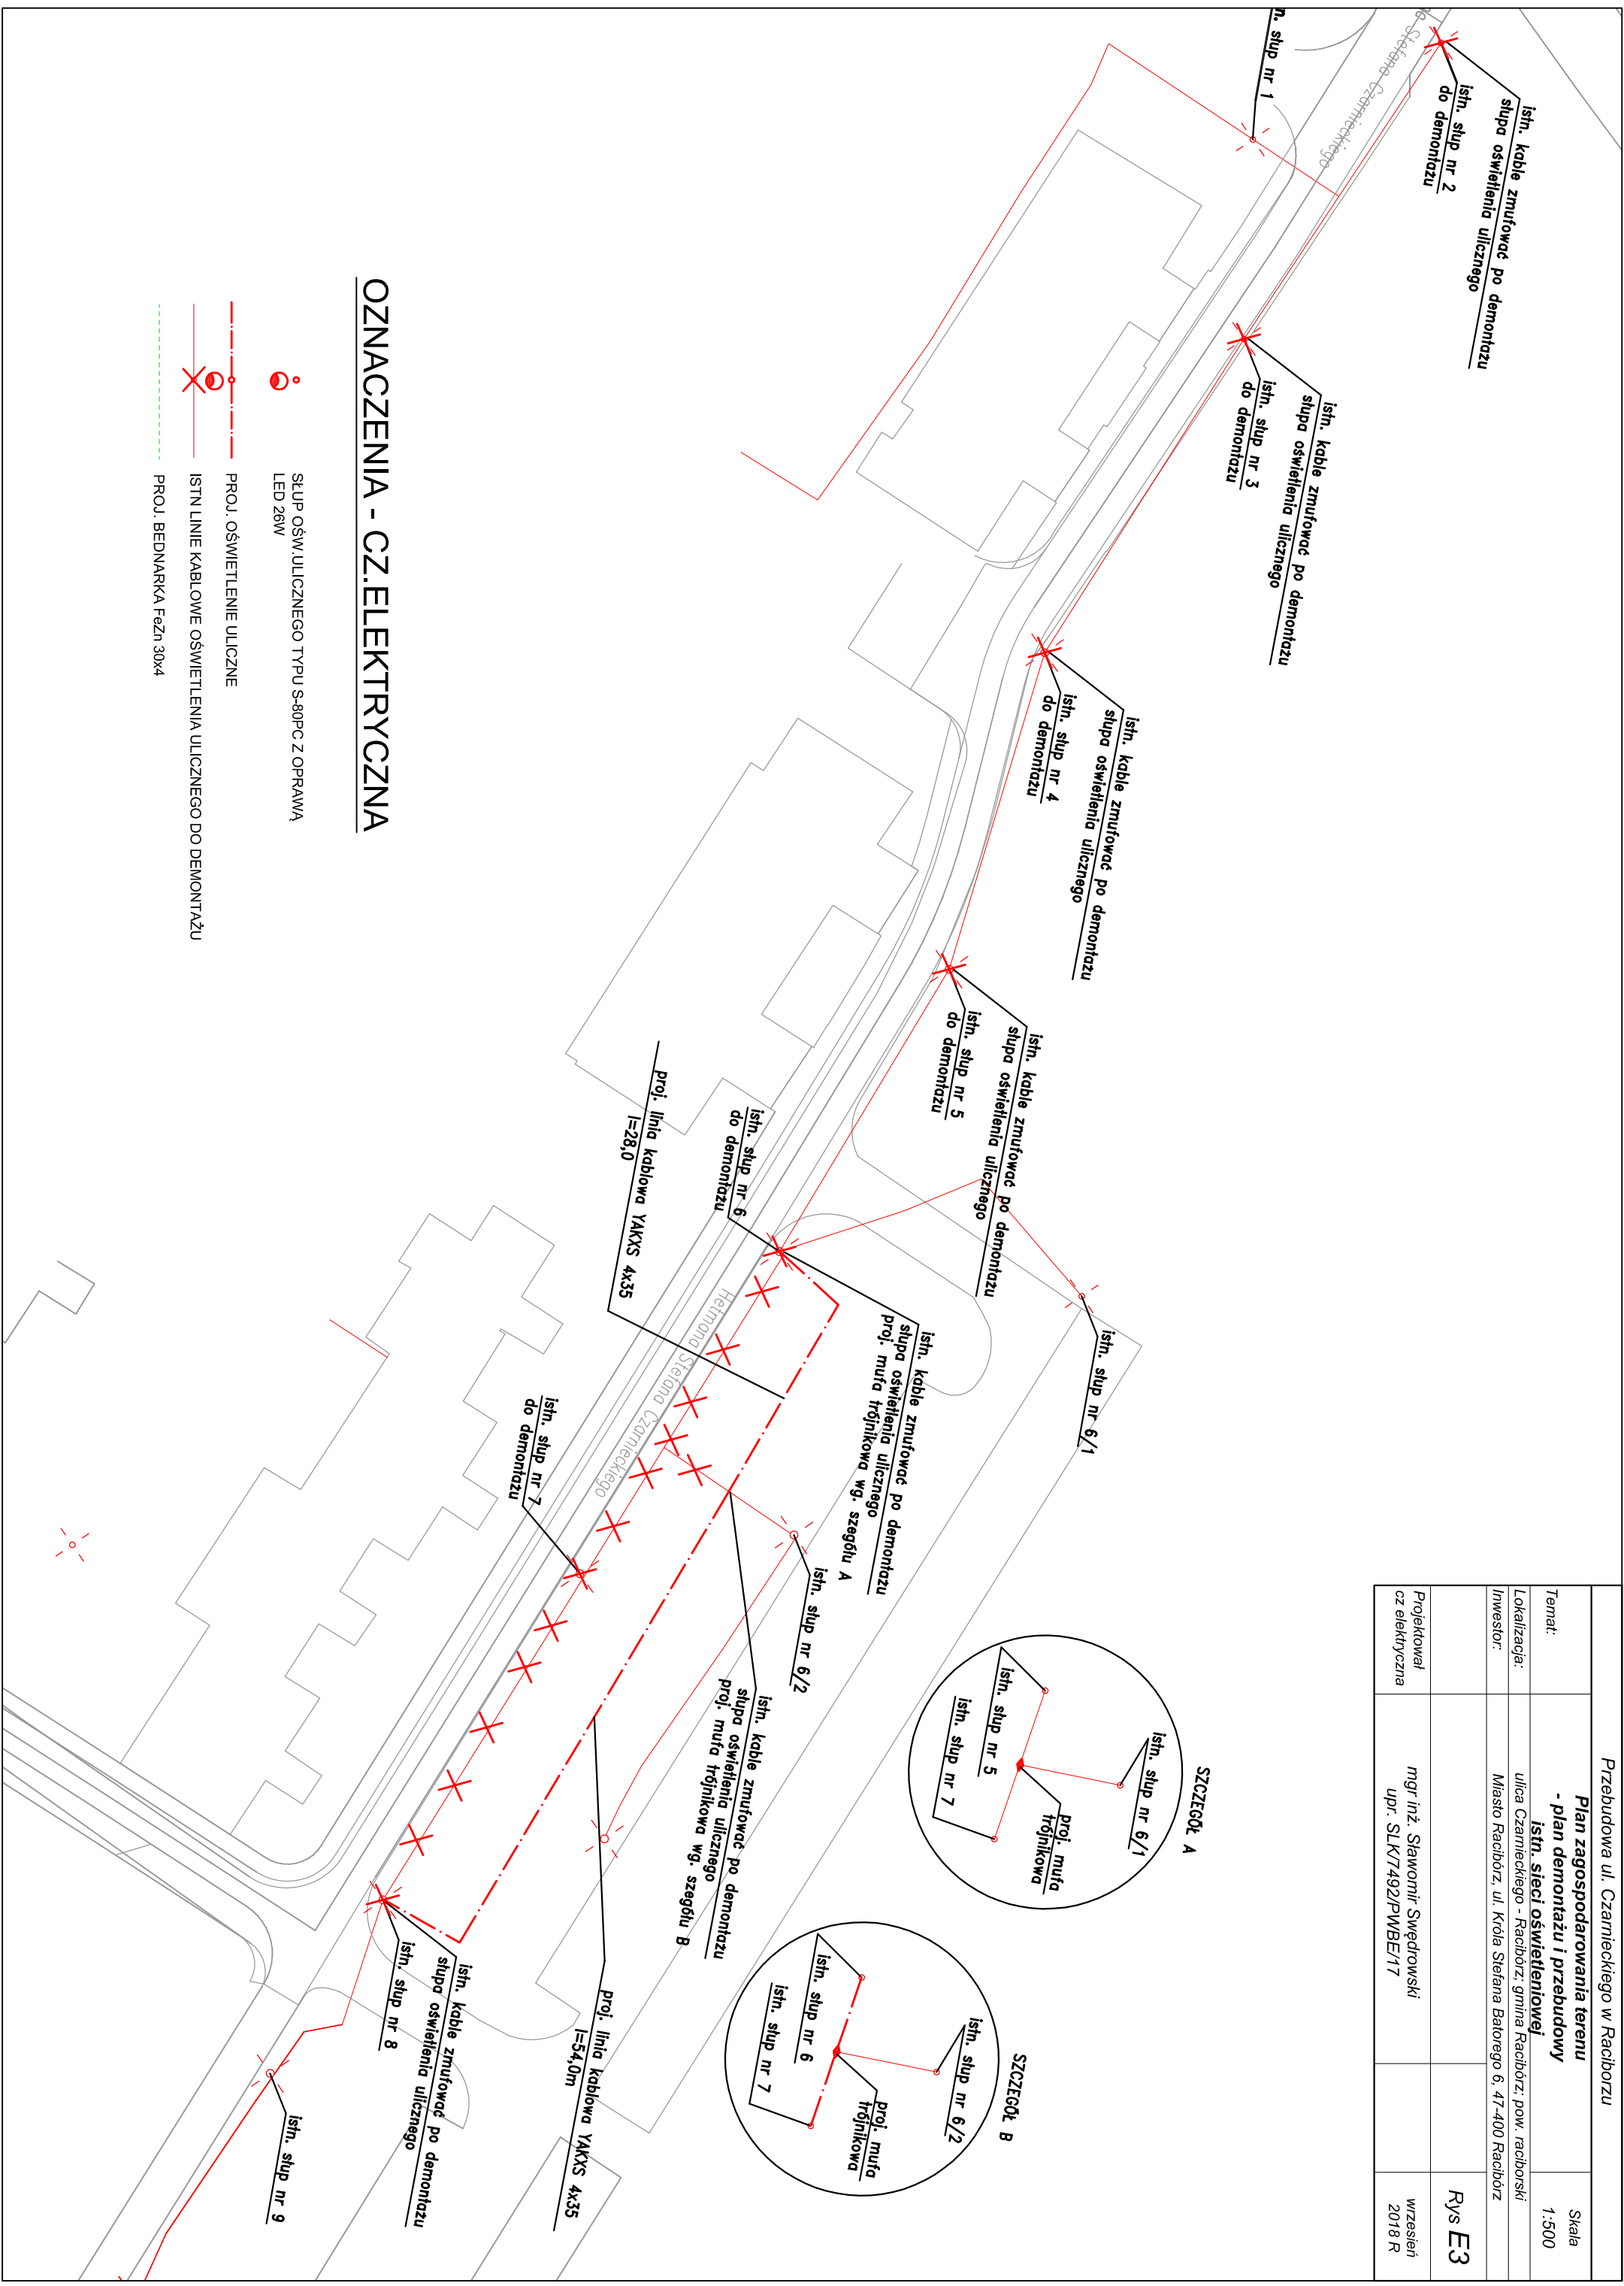 Przebudowa ul. Czarnieckiego w Raciborzu
Temat:
Plan zagospodarowania terenu
- plan demontażu i przebudowy
istn. sieci oświetleniowej
Skala
1:500
Lokalizacja:
ulica Czarnieckiego - Racibórz; gmina Racibórz; pow. raciborski
Inwestor:
Miasto Racibórz, ul. Króla Stefana Batorego 6, 47-400 Racibórz
Rys E3
Projektował
cz elektryczna
mgr inż. Sławomir Swędrowski
upr. SLK/7492/PWBE/17
wrzesień
2018 R
istn. kable zmufować po demontażu
słupa oświetlenia ulicznego
istn. słup nr 2
do demontażu
Stefana Czarnieckiego
n. słup nr 1
istn. kable zmufować po demontażu
słupa oświetlenia ulicznego
istn. słup nr 3
do demontażu
istn. kable zmufować po demontażu
słupa oświetlenia ulicznego
istn. słup nr 4
do demontażu
istn. kable zmufować po demontażu
słupa oświetlenia ulicznego
istn. słup nr 5
do demontażu
istn. słup nr 6/1
istn. słup nr 6
do demontażu
proj. linia kablowa YAKXS 4x35
l=28,0
istn. kable zmufować po demontażu
słupa oświetlenia ulicznego
proj. mufa trójnikowa wg. szegółu A
Hetmana Stefana Czarnieckiego
istn. słup nr 7
do demontażu
istn. słup nr 6/2
istn. kable zmufować po demontażu
słupa oświetlenia ulicznego
proj. mufa trójnikowa wg. szegółu B
proj. linia kablowa YAKXS 4x35
l=54,0m
istn. kable zmufować po demontażu
słupa oświetlenia ulicznego
istn. słup nr 8
istn. słup nr 9
SZCZEGÓŁ A
istn. słup nr 6/1
proj. mufa
trójnikowa
istn. słup nr 5
istn. słup nr 7
SZCZEGÓŁ B
istn. słup nr 6/2
proj. mufa
trójnikowa
istn. słup nr 6
istn. słup nr 7
OZNACZENIA - CZ.ELEKTRYCZNA
SŁUP OŚW.ULICZNEGO TYPU S-80PC Z OPRAWĄ
LED 26W
PROJ. OŚWIETLENIE ULICZNE
ISTN LINIE KABLOWE OŚWIETLENIA ULICZNEGO DO DEMONTAŻU
PROJ. BEDNARKA FeZn 30x4